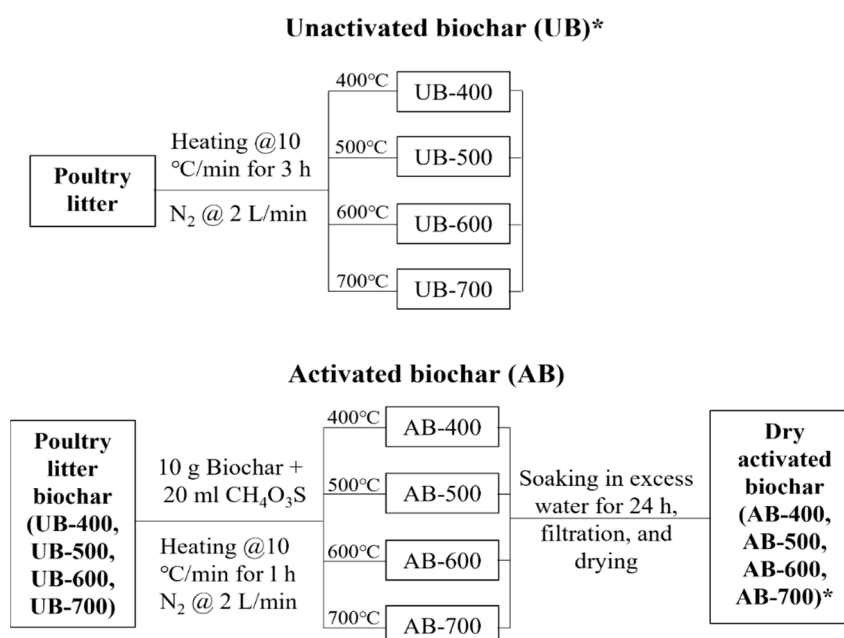 Unactivated biochar (UB)*
Poultry
litter
Heating @10
°C/min for 3 h
N₂ @ 2 L/min
400°C
UB-400
500°C
UB-500
600°C
UB-600
700°C
UB-700
Activated biochar (AB)
Poultry
litter
biochar
(UB-400,
UB-500,
UB-600,
UB-700)
10 g Biochar +
20 ml CH₄O₃S
Heating @10
°C/min for 1 h
N₂ @ 2 L/min
400°C
AB-400
500°C
AB-500
600°C
AB-600
700°C
AB-700
Soaking in excess
water for 24 h,
filtration, and
drying
Dry
activated
biochar
(AB-400,
AB-500,
AB-600,
AB-700)*